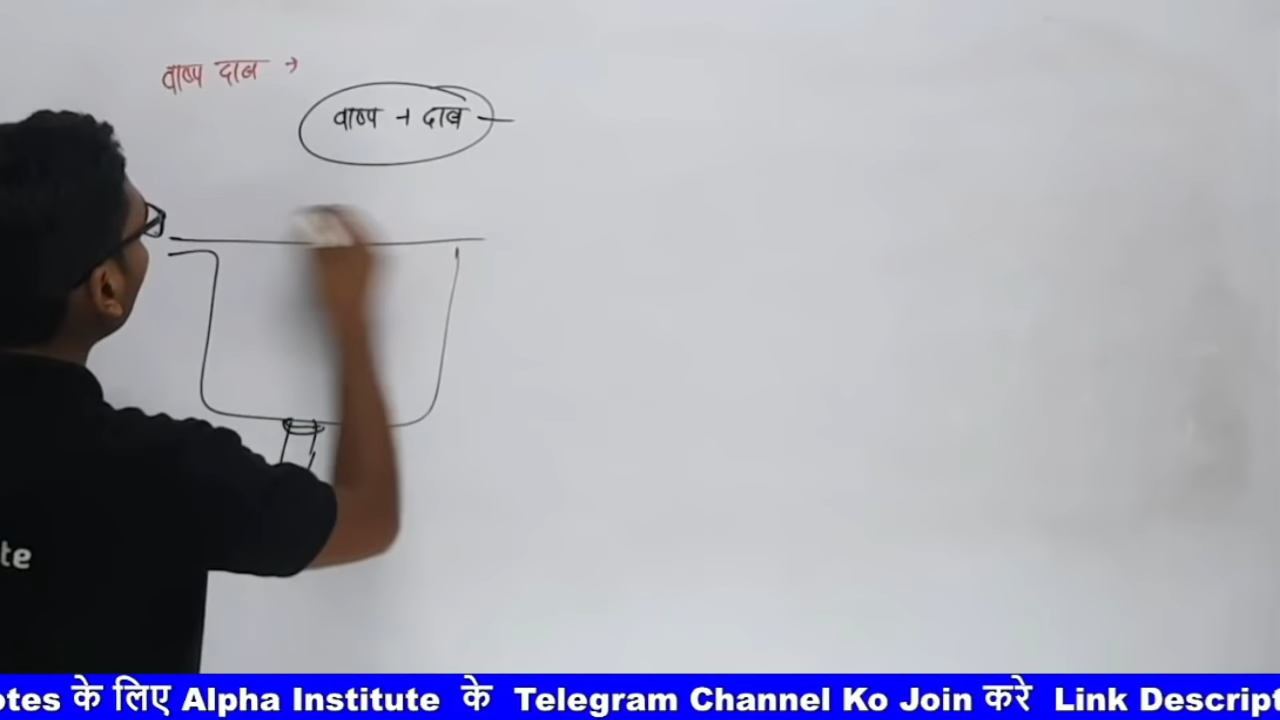 वाष्प दाब →
वाष्प + दाब —
te
otes के लिए Alpha Institute के Telegram Channel Ko Join करे Link Descript